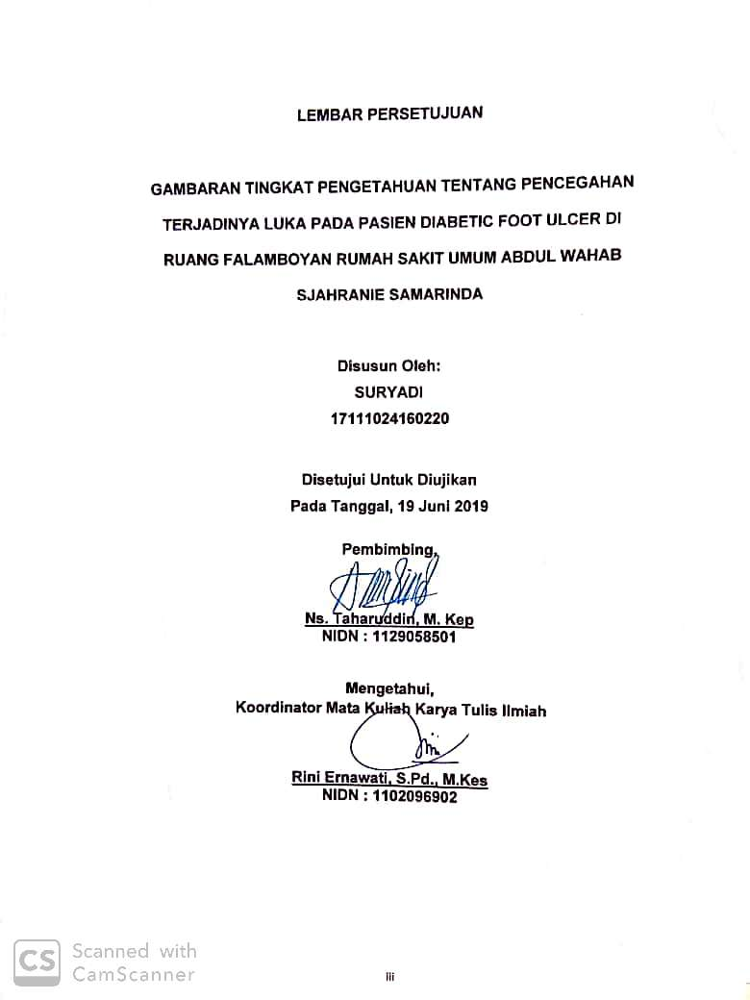 LEMBAR PERSETUJUAN
GAMBARAN TINGKAT PENGETAHUAN TENTANG PENCEGAHAN
TERJADINYA LUKA PADA PASIEN DIABETIC FOOT ULCER DI
RUANG FALAMBOYAN RUMAH SAKIT UMUM ABDUL WAHAB
SJAHRANIE SAMARINDA
Disusun Oleh:
SURYADI
17111024160220
Disetujui Untuk Diujikan
Pada Tanggal, 19 Juni 2019
Pembimbing,
Ns. Taharuddin, M. Kep
NIDN : 1129058501
Mengetahui,
Koordinator Mata Kuliah Karya Tulis Ilmiah
Rini Ernawati, S.Pd., M.Kes
NIDN : 1102096902
CS Scanned with
CamScanner
iii